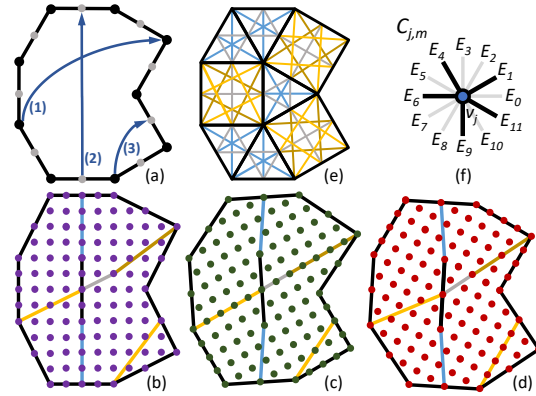 (1)
(2)
(3)
(a)
(e)
C_{j,m}
E_4
E_3
E_2
E_5
E_1
E_6
E_0
E_7
v_j
E_11
E_8
E_9
E_10
(f)
(b)
(c)
(d)